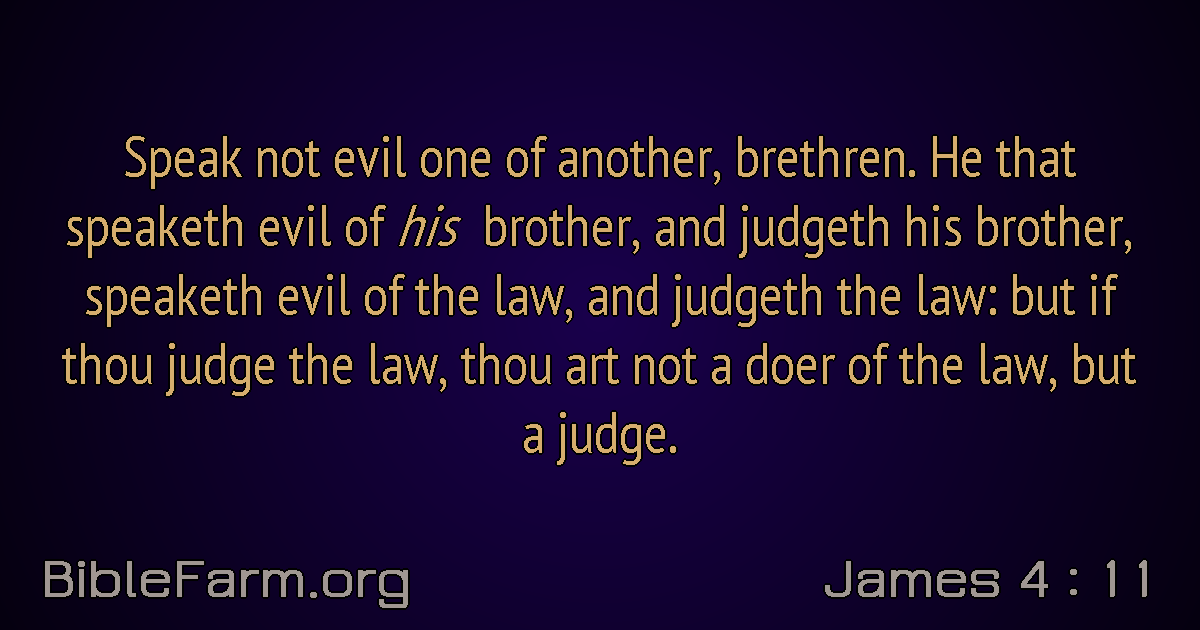 Speak not evil one of another, brethren. He that
speaketh evil of his brother, and judgeth his brother,
speaketh evil of the law, and judgeth the law: but if
thou judge the law, thou art not a doer of the law, but
a judge.
BibleFarm.org
James 4 : 11